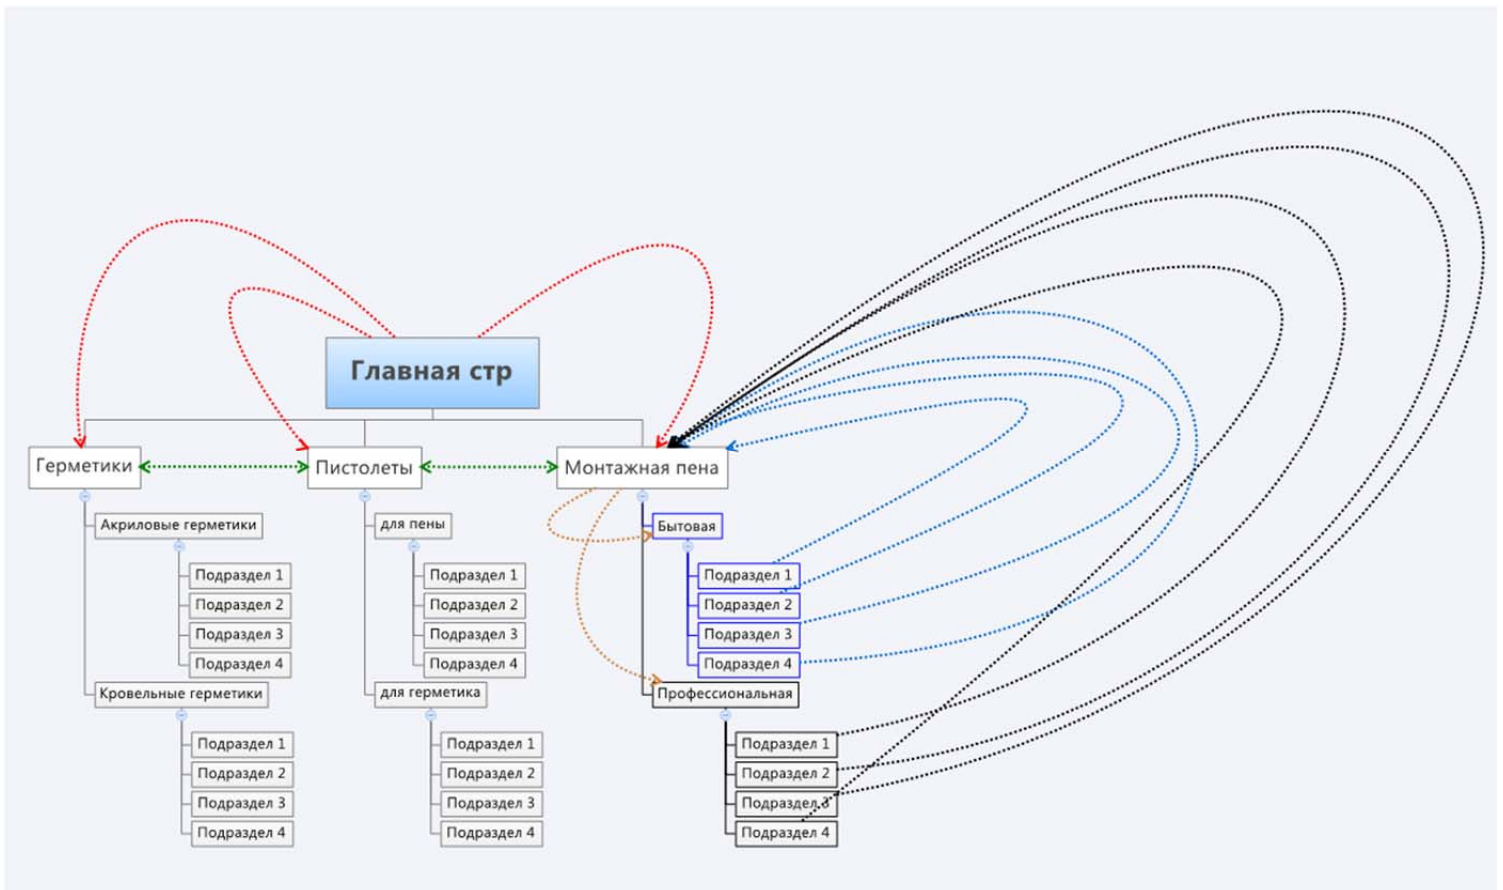 Главная стр
Герметики
Пистолеты
Монтажная пена
Акриловые герметики
Подраздел 1
Подраздел 2
Подраздел 3
Подраздел 4
Кровельные герметики
Подраздел 1
Подраздел 2
Подраздел 3
Подраздел 4
для пены
Подраздел 1
Подраздел 2
Подраздел 3
Подраздел 4
для герметика
Подраздел 1
Подраздел 2
Подраздел 3
Подраздел 4
Бытовая
Подраздел 1
Подраздел 2
Подраздел 3
Подраздел 4
Профессиональная
Подраздел 1
Подраздел 2
Подраздел 3
Подраздел 4